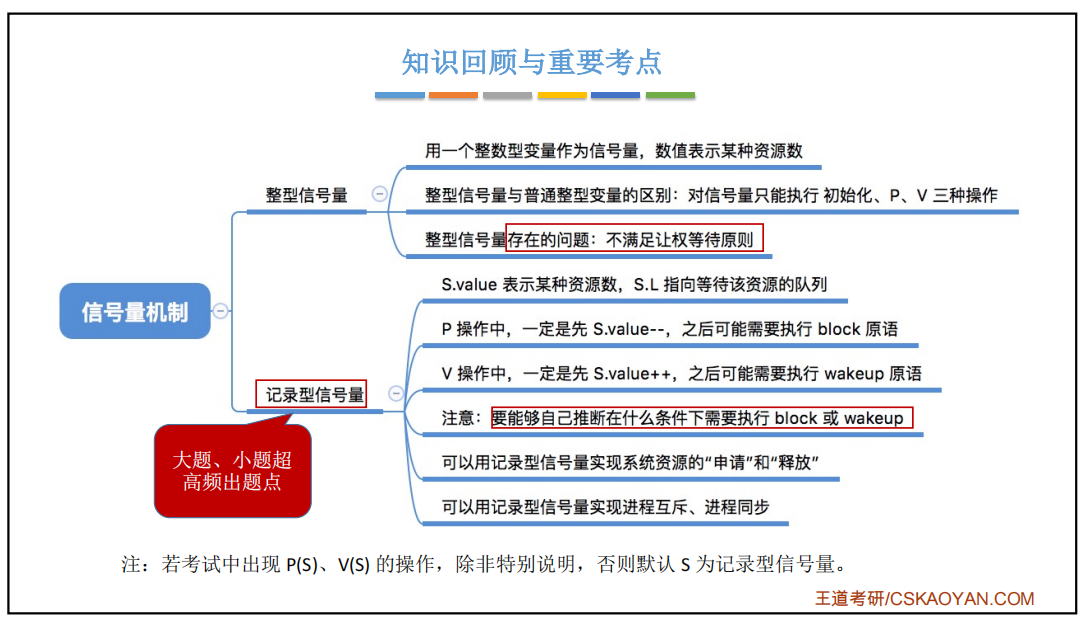 知识回顾与重要考点
用一个整数型变量作为信号量，数值表示某种资源数
整型信号量
整型信号量与普通整型变量的区别：对信号量只能执行 初始化、P、V 三种操作
整型信号量存在的问题：不满足让权等待原则
信号量机制
S.value 表示某种资源数，S.L 指向等待该资源的队列
P 操作中，一定是先 S.value--，之后可能需要执行 block 原语
V 操作中，一定是先 S.value++，之后可能需要执行 wakeup 原语
记录型信号量
注意：要能够自己推断在什么条件下需要执行 block 或 wakeup
可以用记录型信号量实现系统资源的“申请”和“释放”
可以用记录型信号量实现进程互斥、进程同步
大题、小题超
高频出题点
注：若考试中出现 P(S)、V(S) 的操作，除非特别说明，否则默认 S 为记录型信号量。
王道考研/CSKAOYAN.COM